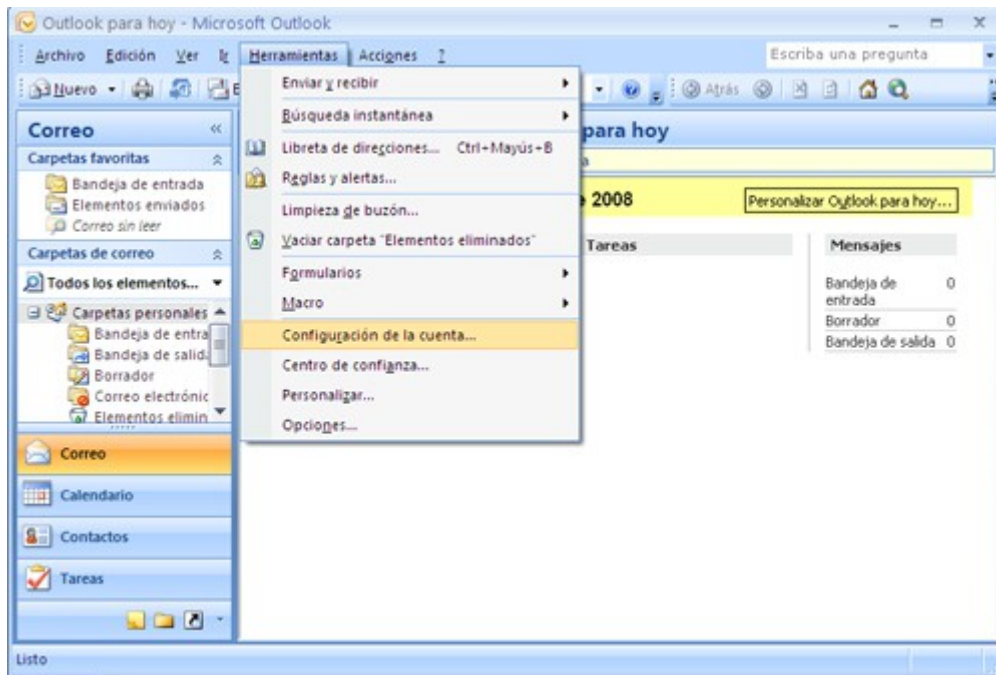 Outlook para hoy - Microsoft Outlook
Archivo Edición Ver Ir Herramientas Acciones ?
Escriba una pregunta
Nuevo
Atrás
Correo
para hoy
Carpetas favoritas
Bandeja de entrada
Elementos enviados
Correo sin leer
Carpetas de correo
Todos los elementos...
Carpetas personales
Bandeja de entra
Bandeja de salid
Borrador
Correo electrónic
Elementos elimin
Correo
Calendario
Contactos
Tareas
Enviar y recibir
Búsqueda instantánea
Libreta de direcciones... Ctrl+Mayús+B
Reglas y alertas...
Limpieza de buzón...
Vaciar carpeta "Elementos eliminados"
Formularios
Macro
Configuración de la cuenta...
Centro de confianza...
Personalizar...
Opciones...
2008
Personalizar Outlook para hoy...
Tareas
Mensajes
Bandeja de 0
entrada
Borrador 0
Bandeja de salida 0
Listo